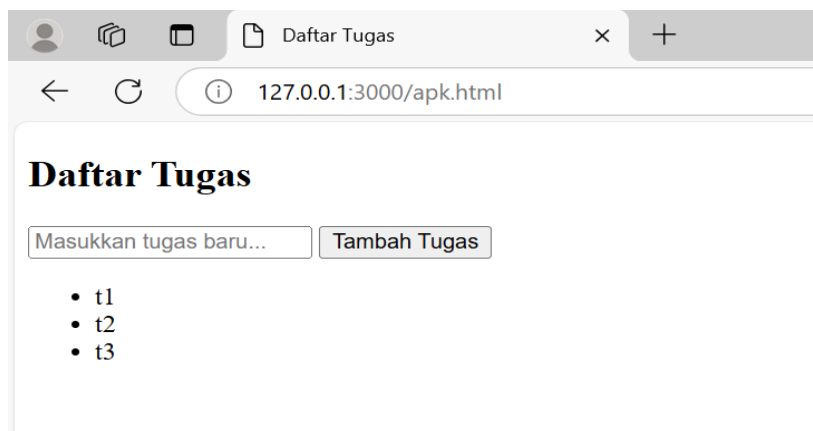 Daftar Tugas
127.0.0.1:3000/apk.html
Daftar Tugas
Masukkan tugas baru... Tambah Tugas
t1
t2
t3